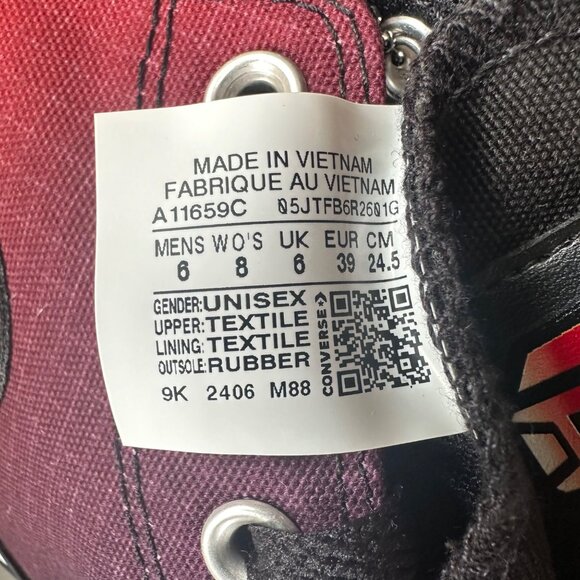 MADE IN VIETNAM
FABRIQUE AU VIETNAM
A11659C 05JTFB6R2601G
MENS WO'S UK EUR CM
6 8 6 39 24.5
GENDER:UNISEX
UPPER:TEXTILE
LINING:TEXTILE
OUTSOLE:RUBBER
CONVERSE
9K 2406 M88